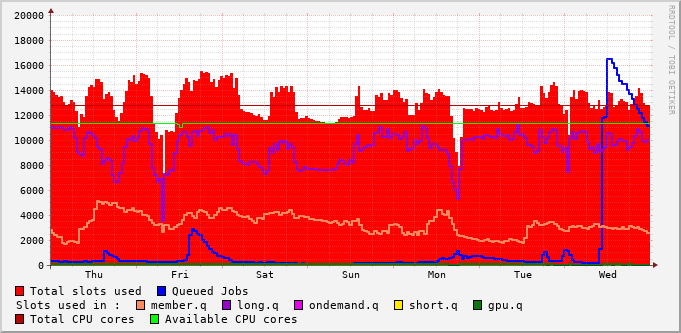 RRDTOOL / TOBI OETIKER
20000
18000
16000
14000
12000
10000
8000
6000
4000
2000
0
Thu Fri Sat Sun Mon Tue Wed
Total slots used Queued Jobs
Slots used in : member.q long.q ondemand.q short.q gpu.q
Total CPU cores Available CPU cores